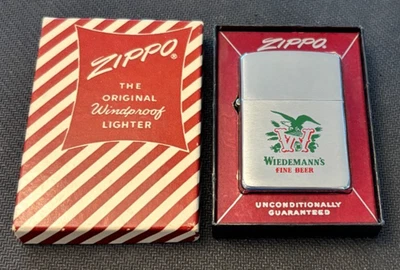 ZIPPO®
THE
ORIGINAL
Windproof
LIGHTER
ZIPPO
W
WIEDEMANN'S
FINE BEER
UNCONDITIONALLY
GUARANTEED